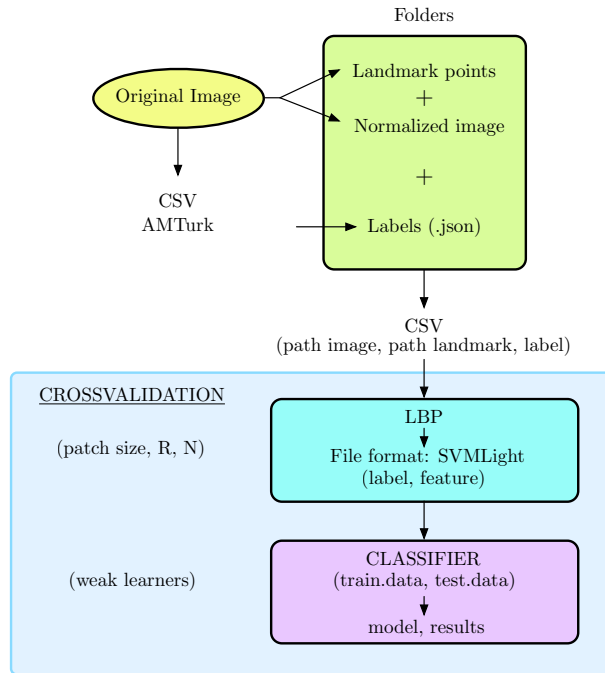 Folders
Original Image
Landmark points
+
Normalized image
+
CSV
AMTurk
Labels (.json)
CSV
(path image, path landmark, label)
CROSSVALIDATION
LBP
(patch size, R, N)
File format: SVMLight
(label, feature)
CLASSIFIER
(weak learners)
(train.data, test.data)
model, results